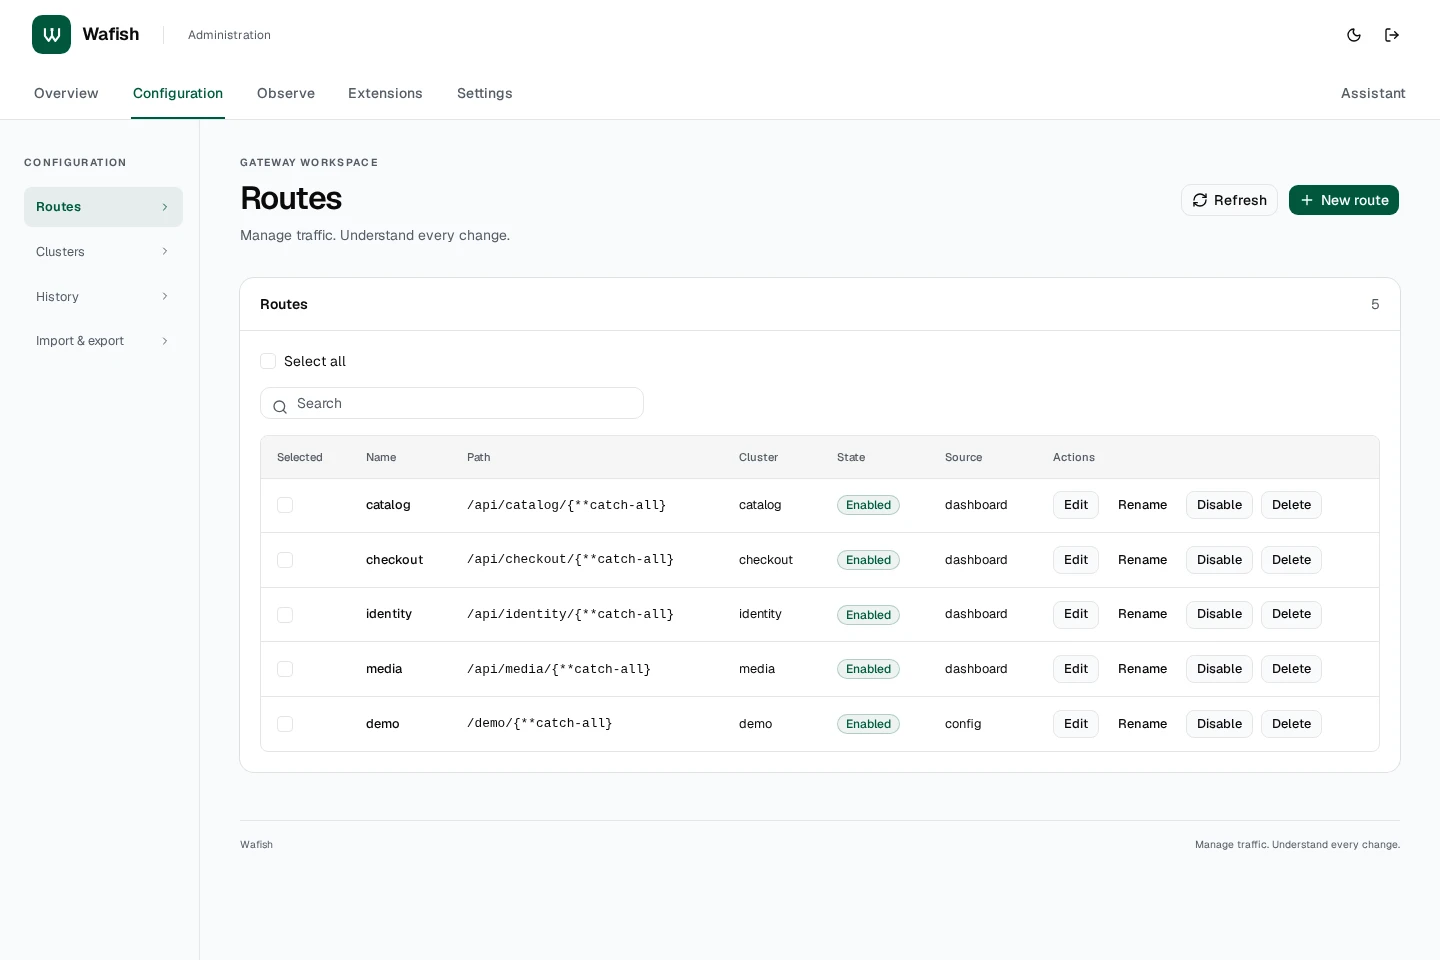 Wafish
Administration
Overview Configuration Observe Extensions Settings Assistant
CONFIGURATION
Routes
Clusters
History
Import & export
GATEWAY WORKSPACE
Routes
Manage traffic. Understand every change.
Refresh
New route
Routes 5
Select all
Search
Selected Name Path Cluster State Source Actions
catalog /api/catalog/{**catch-all} catalog Enabled dashboard Edit Rename Disable Delete
checkout /api/checkout/{**catch-all} checkout Enabled dashboard Edit Rename Disable Delete
identity /api/identity/{**catch-all} identity Enabled dashboard Edit Rename Disable Delete
media /api/media/{**catch-all} media Enabled dashboard Edit Rename Disable Delete
demo /demo/{**catch-all} demo Enabled config Edit Rename Disable Delete
Wafish Manage traffic. Understand every change.